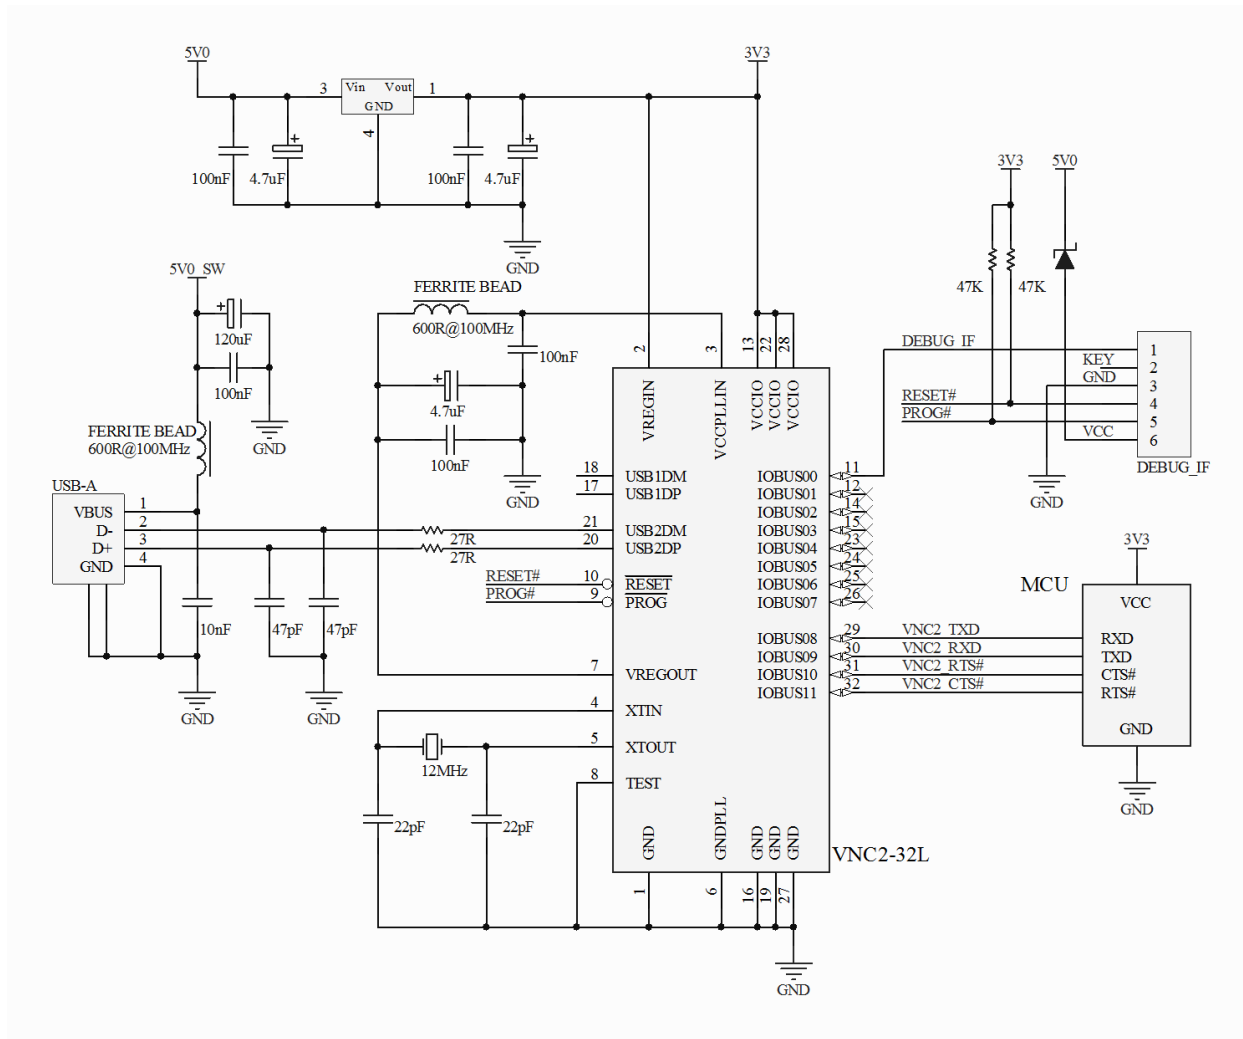 5V0
3V3
3 Vin Vout 1
GND
4
100nF 4.7uF 100nF 4.7uF
GND
3V3 5V0
47K 47K
5V0_SW
120uF
100nF
GND
FERRITE BEAD
600R@100MHz
FERRITE BEAD
600R@100MHz
100nF
4.7uF
100nF
GND
DEBUG_IF 1
KEY 2
GND 3
RESET# 4
PROG# 5
VCC 6
DEBUG_IF
GND
USB-A
VBUS 1
D- 2
D+ 3
GND 4
27R
27R
10nF 47pF 47pF
GND GND
2 3 13 22 28
VREGIN VCCPLLIN VCCIO VCCIO VCCIO
18 USB1DM IOBUS00 11
17 USB1DP IOBUS01 12
IOBUS02 14
21 USB2DM IOBUS03 15
20 USB2DP IOBUS04 23
IOBUS05 24
RESET# 10 RESET IOBUS06 25
PROG# 9 PROG IOBUS07 26
IOBUS08 29 VNC2_TXD
IOBUS09 30 VNC2_RXD
7 VREGOUT IOBUS10 31 VNC2_RTS#
IOBUS11 32 VNC2_CTS#
4 XTIN
5 XTOUT
8 TEST
12MHz
22pF 22pF
GND GNDPLL GND GND GND
1 6 16 19 27
VNC2-32L
GND
3V3
MCU
VCC
RXD
TXD
CTS#
RTS#
GND
GND